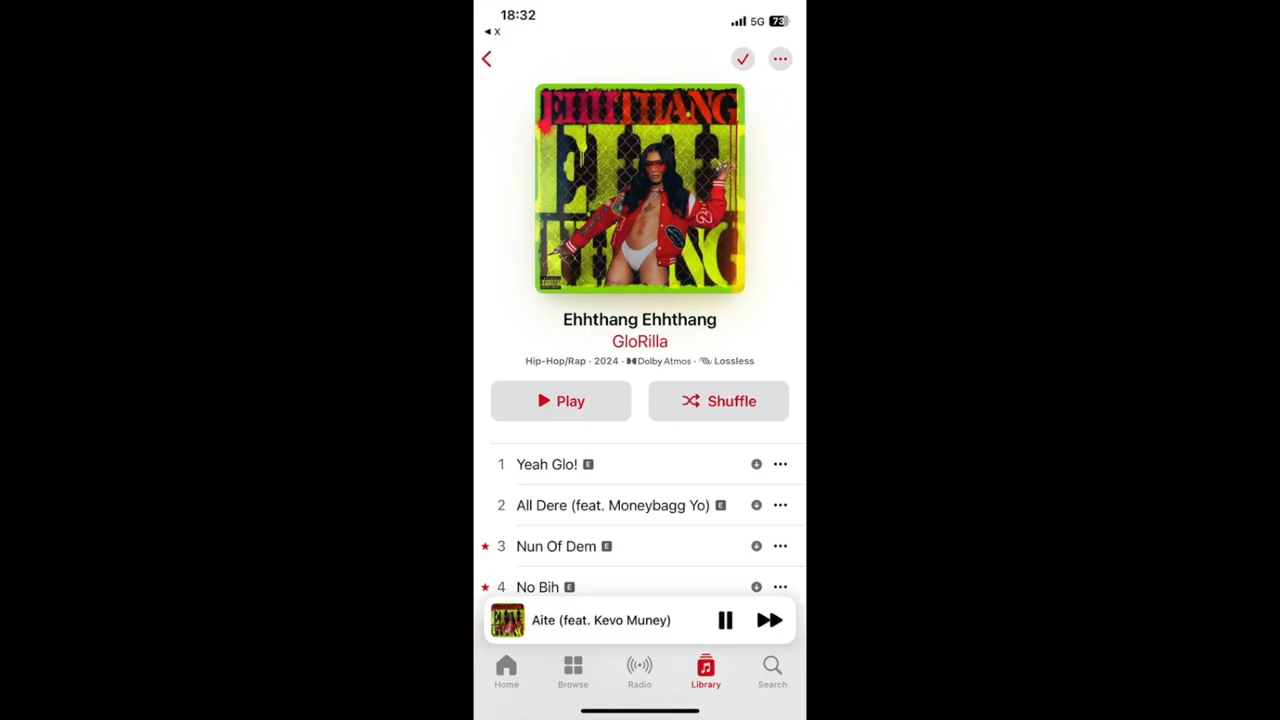 18:32
5G 73
◀ X
EHHTHANG
EHH
THANG
Ehhthang Ehhthang
GloRilla
Hip-Hop/Rap · 2024 · Dolby Atmos · Lossless
Play
Shuffle
1 Yeah Glo! E
2 All Dere (feat. Moneybagg Yo) E
★ 3 Nun Of Dem E
★ 4 No Bih E
Aite (feat. Kevo Muney)
Home
Browse
Radio
Library
Search